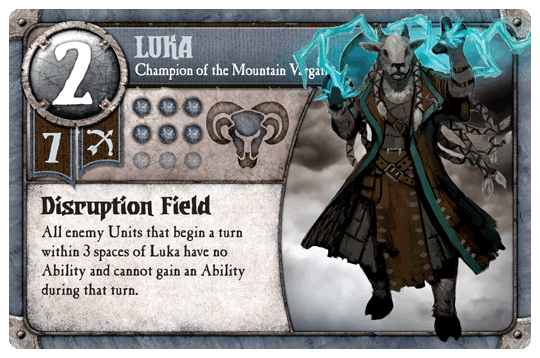 2
LUKA
Champion of the Mountain Vargath
7
Disruption Field
All enemy Units that begin a turn
within 3 spaces of Luka have no
Ability and cannot gain an Ability
during that turn.